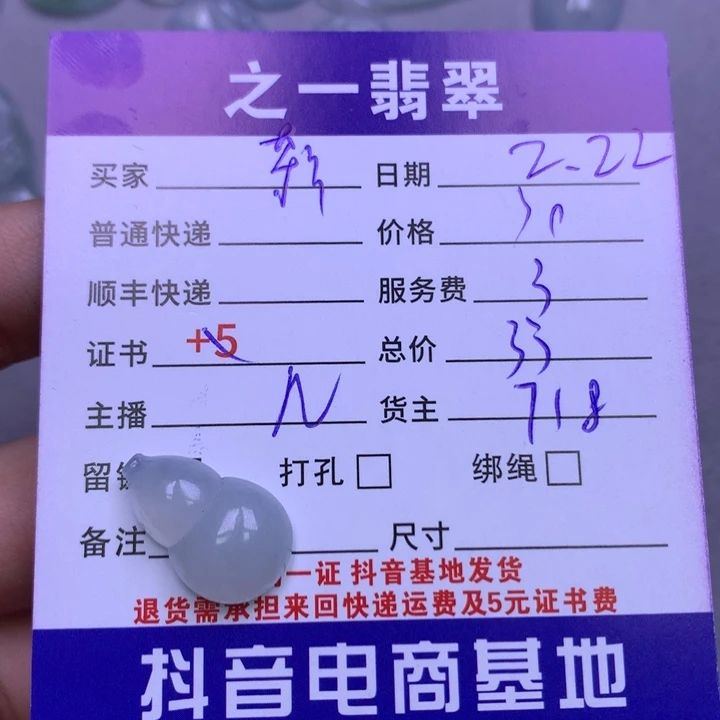 之一翡翠
买家 日期 2-22
普通快递 价格 30
顺丰快递 服务费 3
证书 +5 总价 33
主播 N 货主 718
留 打孔 绑绳
备注 尺寸
一证 抖音基地发货
退货需承担来回快递运费及5元证书费
抖音电商基地